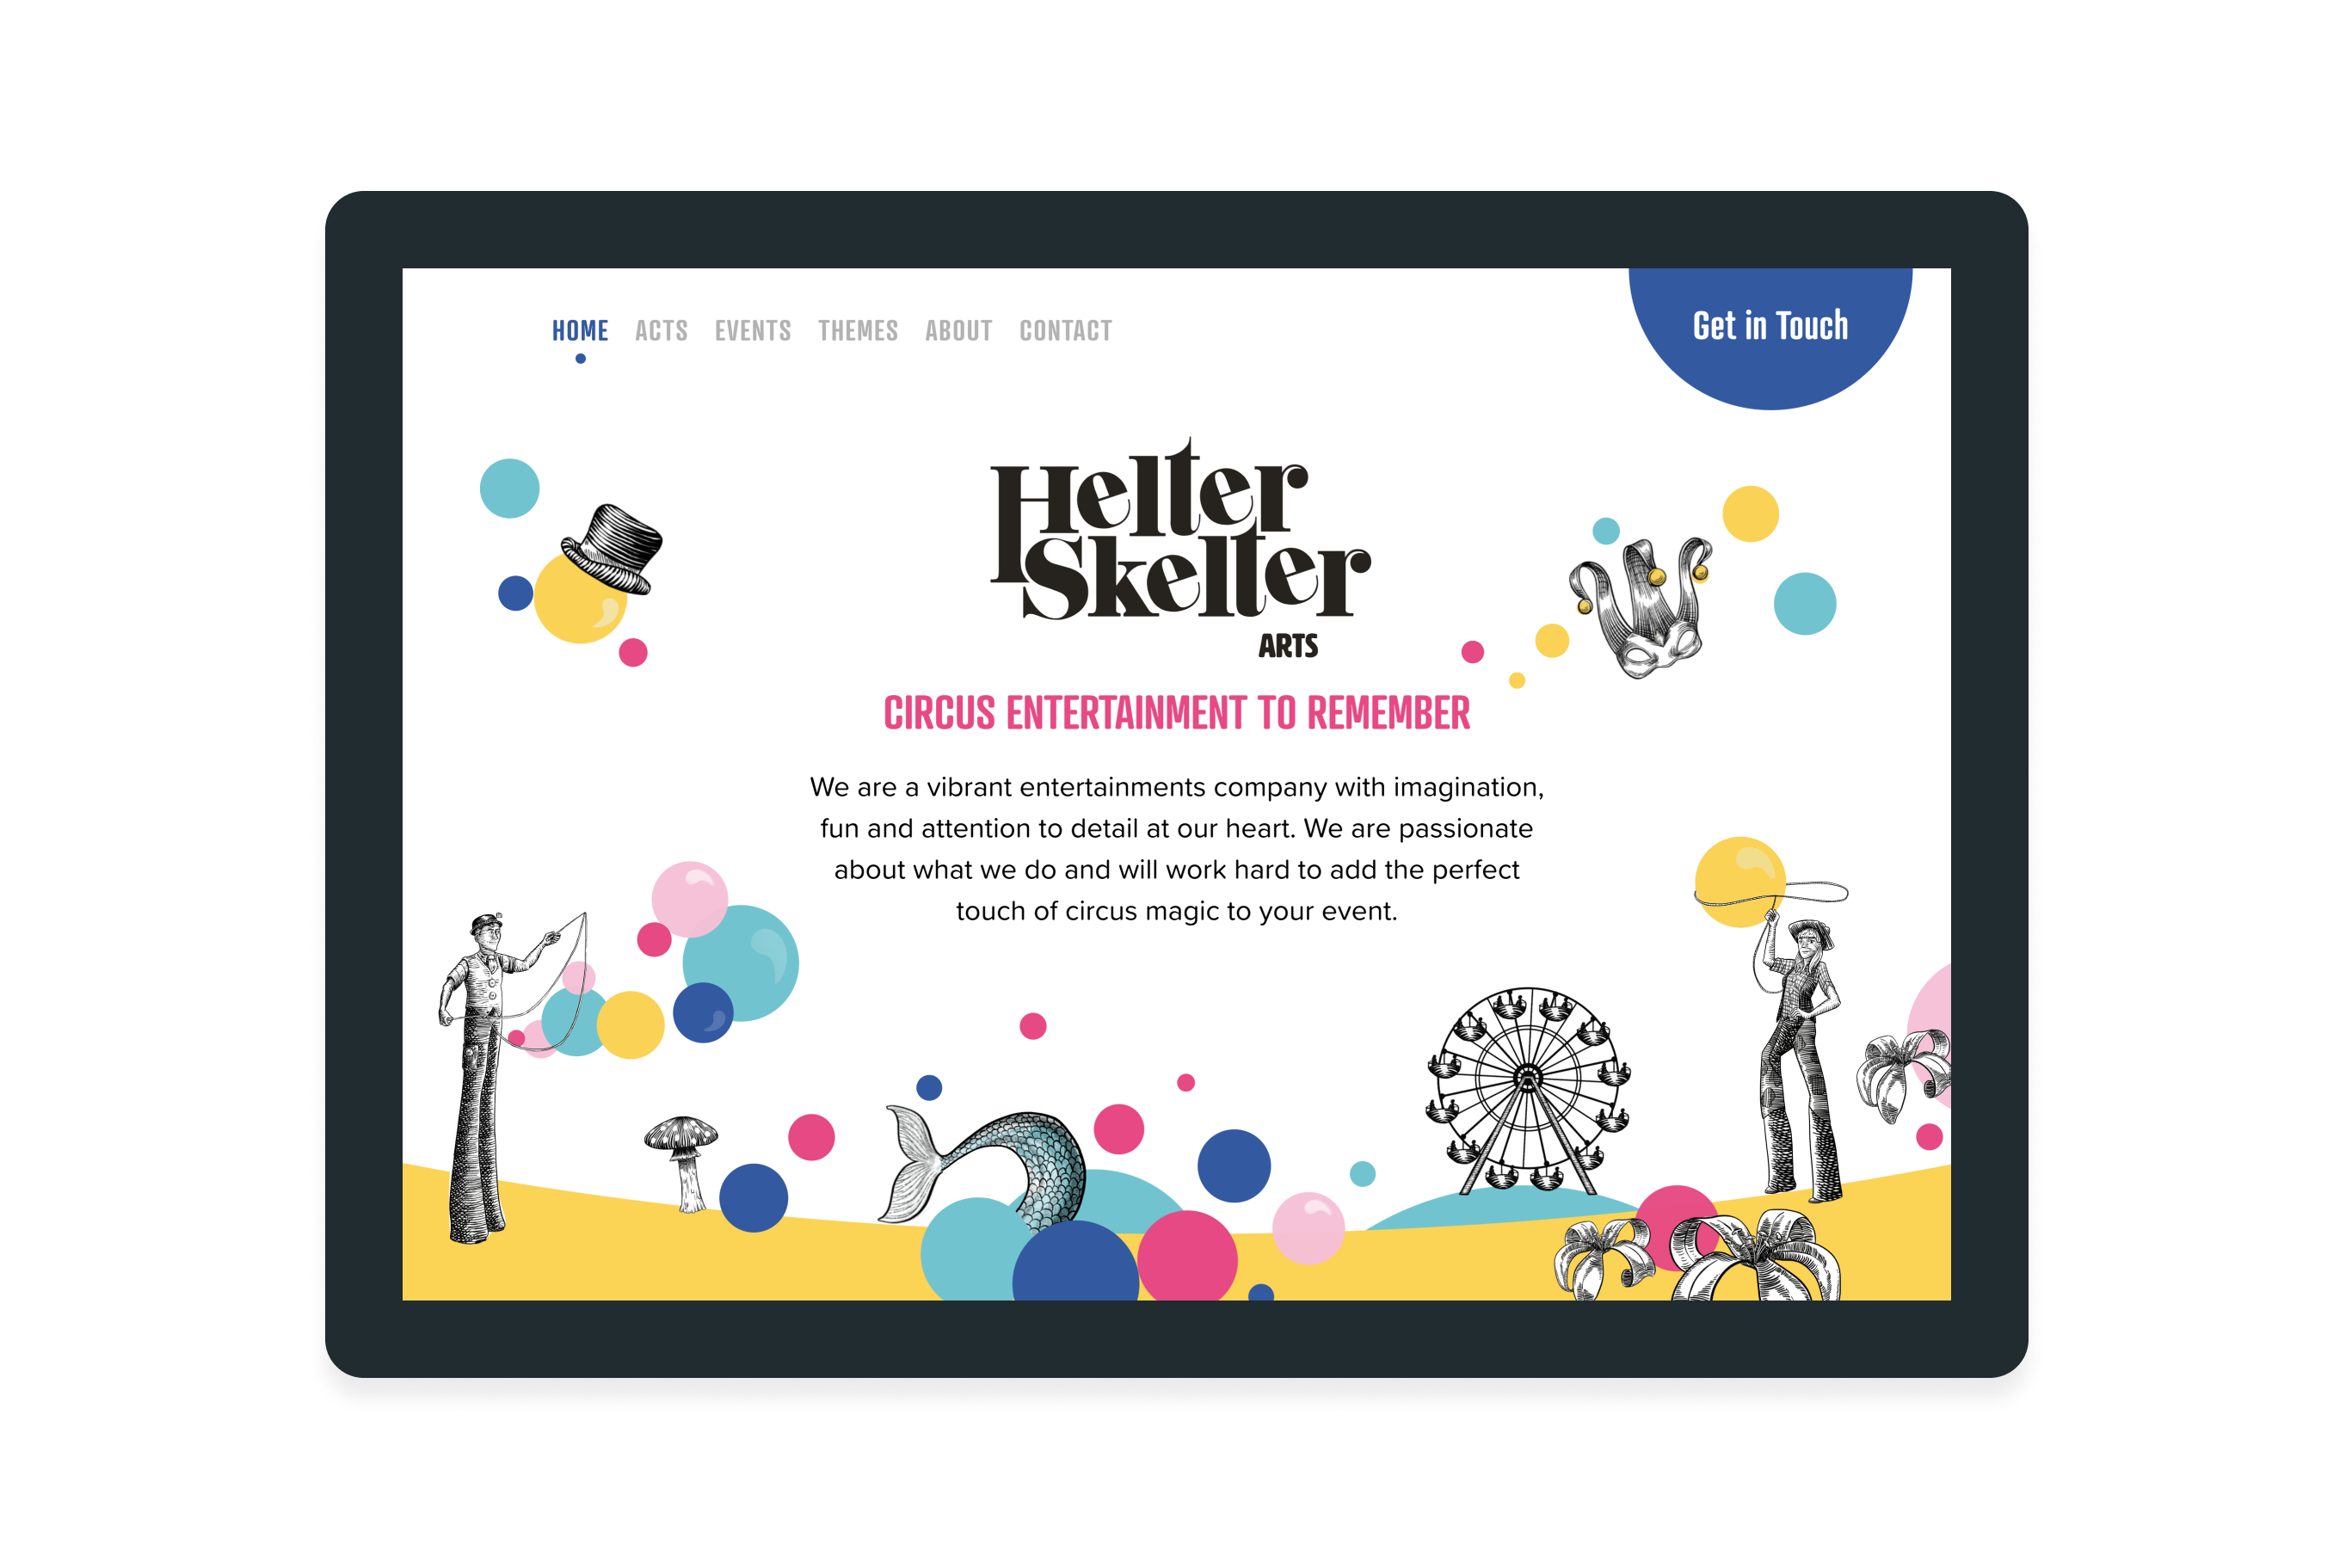 HOME ACTS EVENTS THEMES ABOUT CONTACT
Get in Touch
Helter
Skelter
ARTS
CIRCUS ENTERTAINMENT TO REMEMBER
We are a vibrant entertainments company with imagination,
fun and attention to detail at our heart. We are passionate
about what we do and will work hard to add the perfect
touch of circus magic to your event.